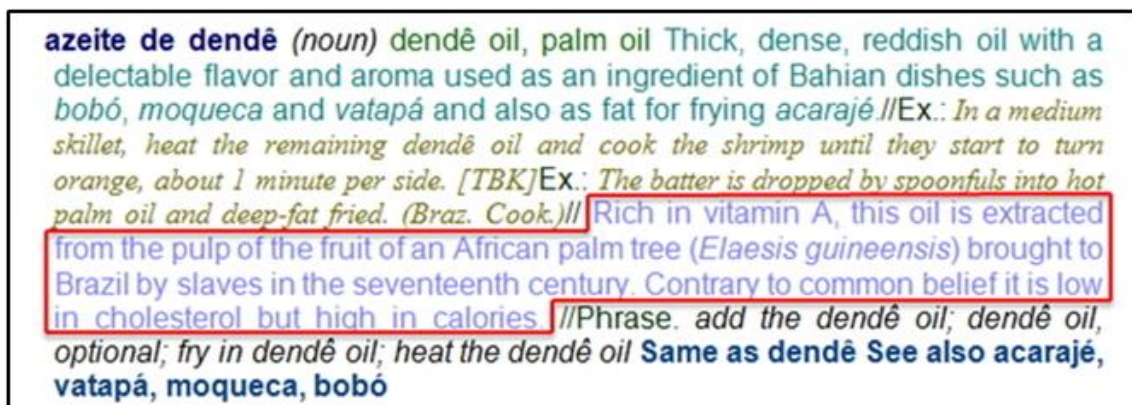 azeite de dendê (noun) dendê oil, palm oil Thick, dense, reddish oil with a
delectable flavor and aroma used as an ingredient of Bahian dishes such as
bobó, moqueca and vatapá and also as fat for frying acarajé.//Ex.: In a medium
skillet, heat the remaining dendê oil and cook the shrimp until they start to turn
orange, about 1 minute per side. [TBK]Ex.: The batter is dropped by spoonfuls into hot
palm oil and deep-fat fried. (Braz. Cook.)// Rich in vitamin A, this oil is extracted
from the pulp of the fruit of an African palm tree (Elaesis guineensis) brought to
Brazil by slaves in the seventeenth century. Contrary to common belief it is low
in cholesterol but high in calories. //Phrase. add the dendê oil; dendê oil,
optional; fry in dendê oil; heat the dendê oil Same as dendê See also acarajé,
vatapá, moqueca, bobó